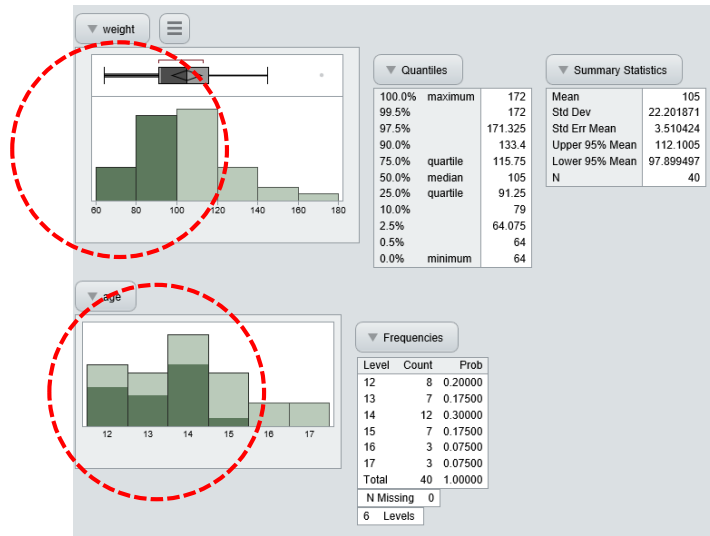 weight
60 80 100 120 140 160 180
Quantiles
100.0% maximum 172
99.5% 172
97.5% 171.325
90.0% 133.4
75.0% quartile 115.75
50.0% median 105
25.0% quartile 91.25
10.0% 79
2.5% 64.075
0.5% 64
0.0% minimum 64
Summary Statistics
Mean 105
Std Dev 22.201871
Std Err Mean 3.510424
Upper 95% Mean 112.1005
Lower 95% Mean 97.899497
N 40
age
12 13 14 15 16 17
Frequencies
Level Count Prob
12 8 0.20000
13 7 0.17500
14 12 0.30000
15 7 0.17500
16 3 0.07500
17 3 0.07500
Total 40 1.00000
N Missing 0
6 Levels